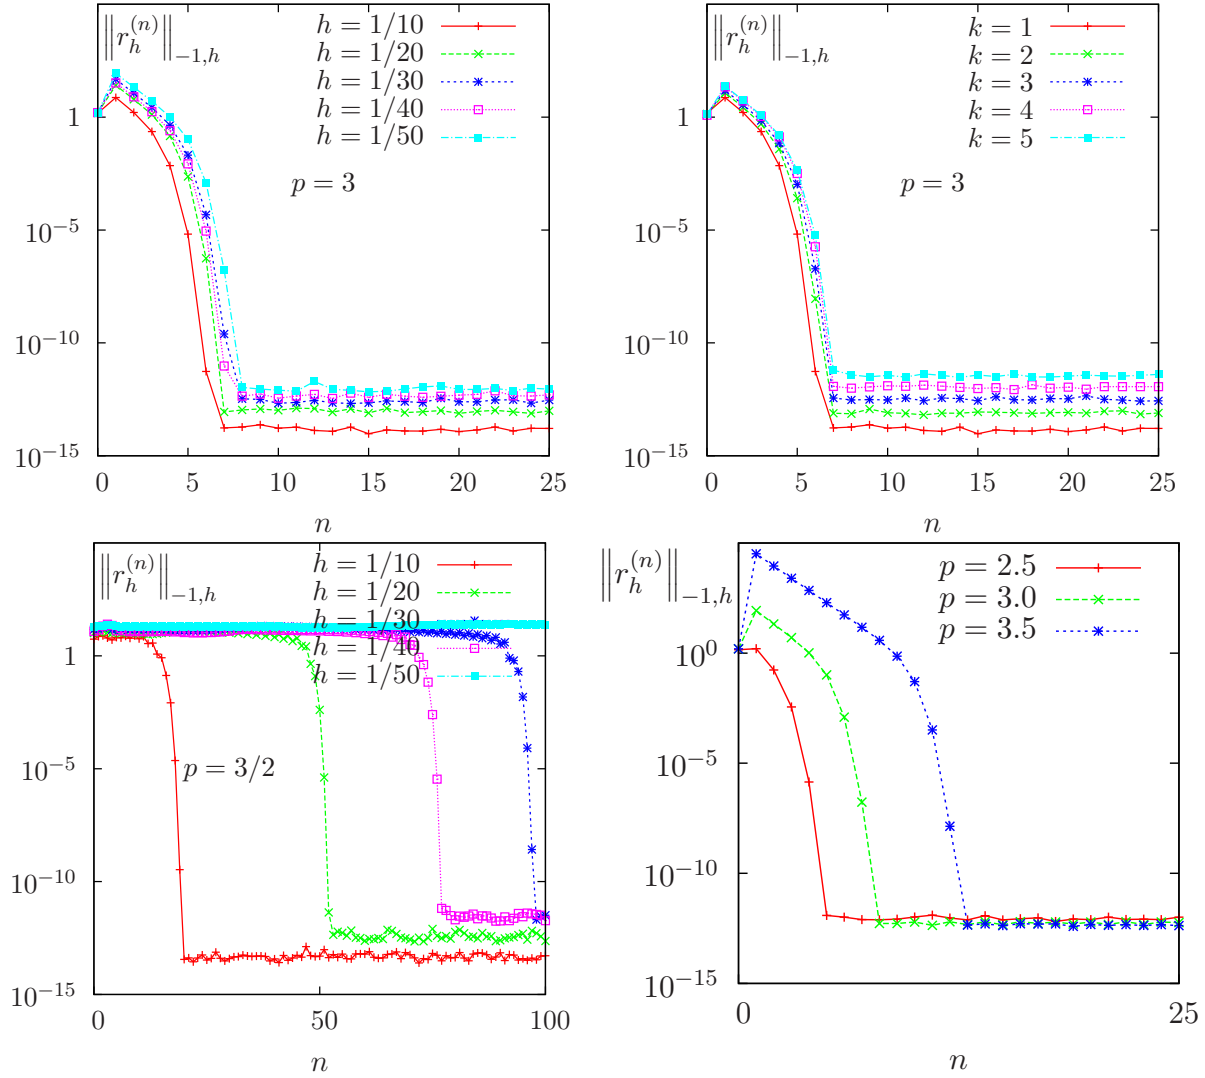 ‖r_h^{(n)}‖_{-1,h}
h = 1/10
h = 1/20
h = 1/30
h = 1/40
h = 1/50
p = 3
1
10^{-5}
10^{-10}
10^{-15}
0 5 10 15 20 25
n
‖r_h^{(n)}‖_{-1,h}
k = 1
k = 2
k = 3
k = 4
k = 5
p = 3
1
10^{-5}
10^{-10}
10^{-15}
0 5 10 15 20 25
n
‖r_h^{(n)}‖_{-1,h}
h = 1/10
h = 1/20
h = 1/30
h = 1/40
h = 1/50
p = 3/2
1
10^{-5}
10^{-10}
10^{-15}
0 50 100
n
‖r_h^{(n)}‖_{-1,h}
p = 2.5
p = 3.0
p = 3.5
10^{0}
10^{-5}
10^{-10}
10^{-15}
0 25
n